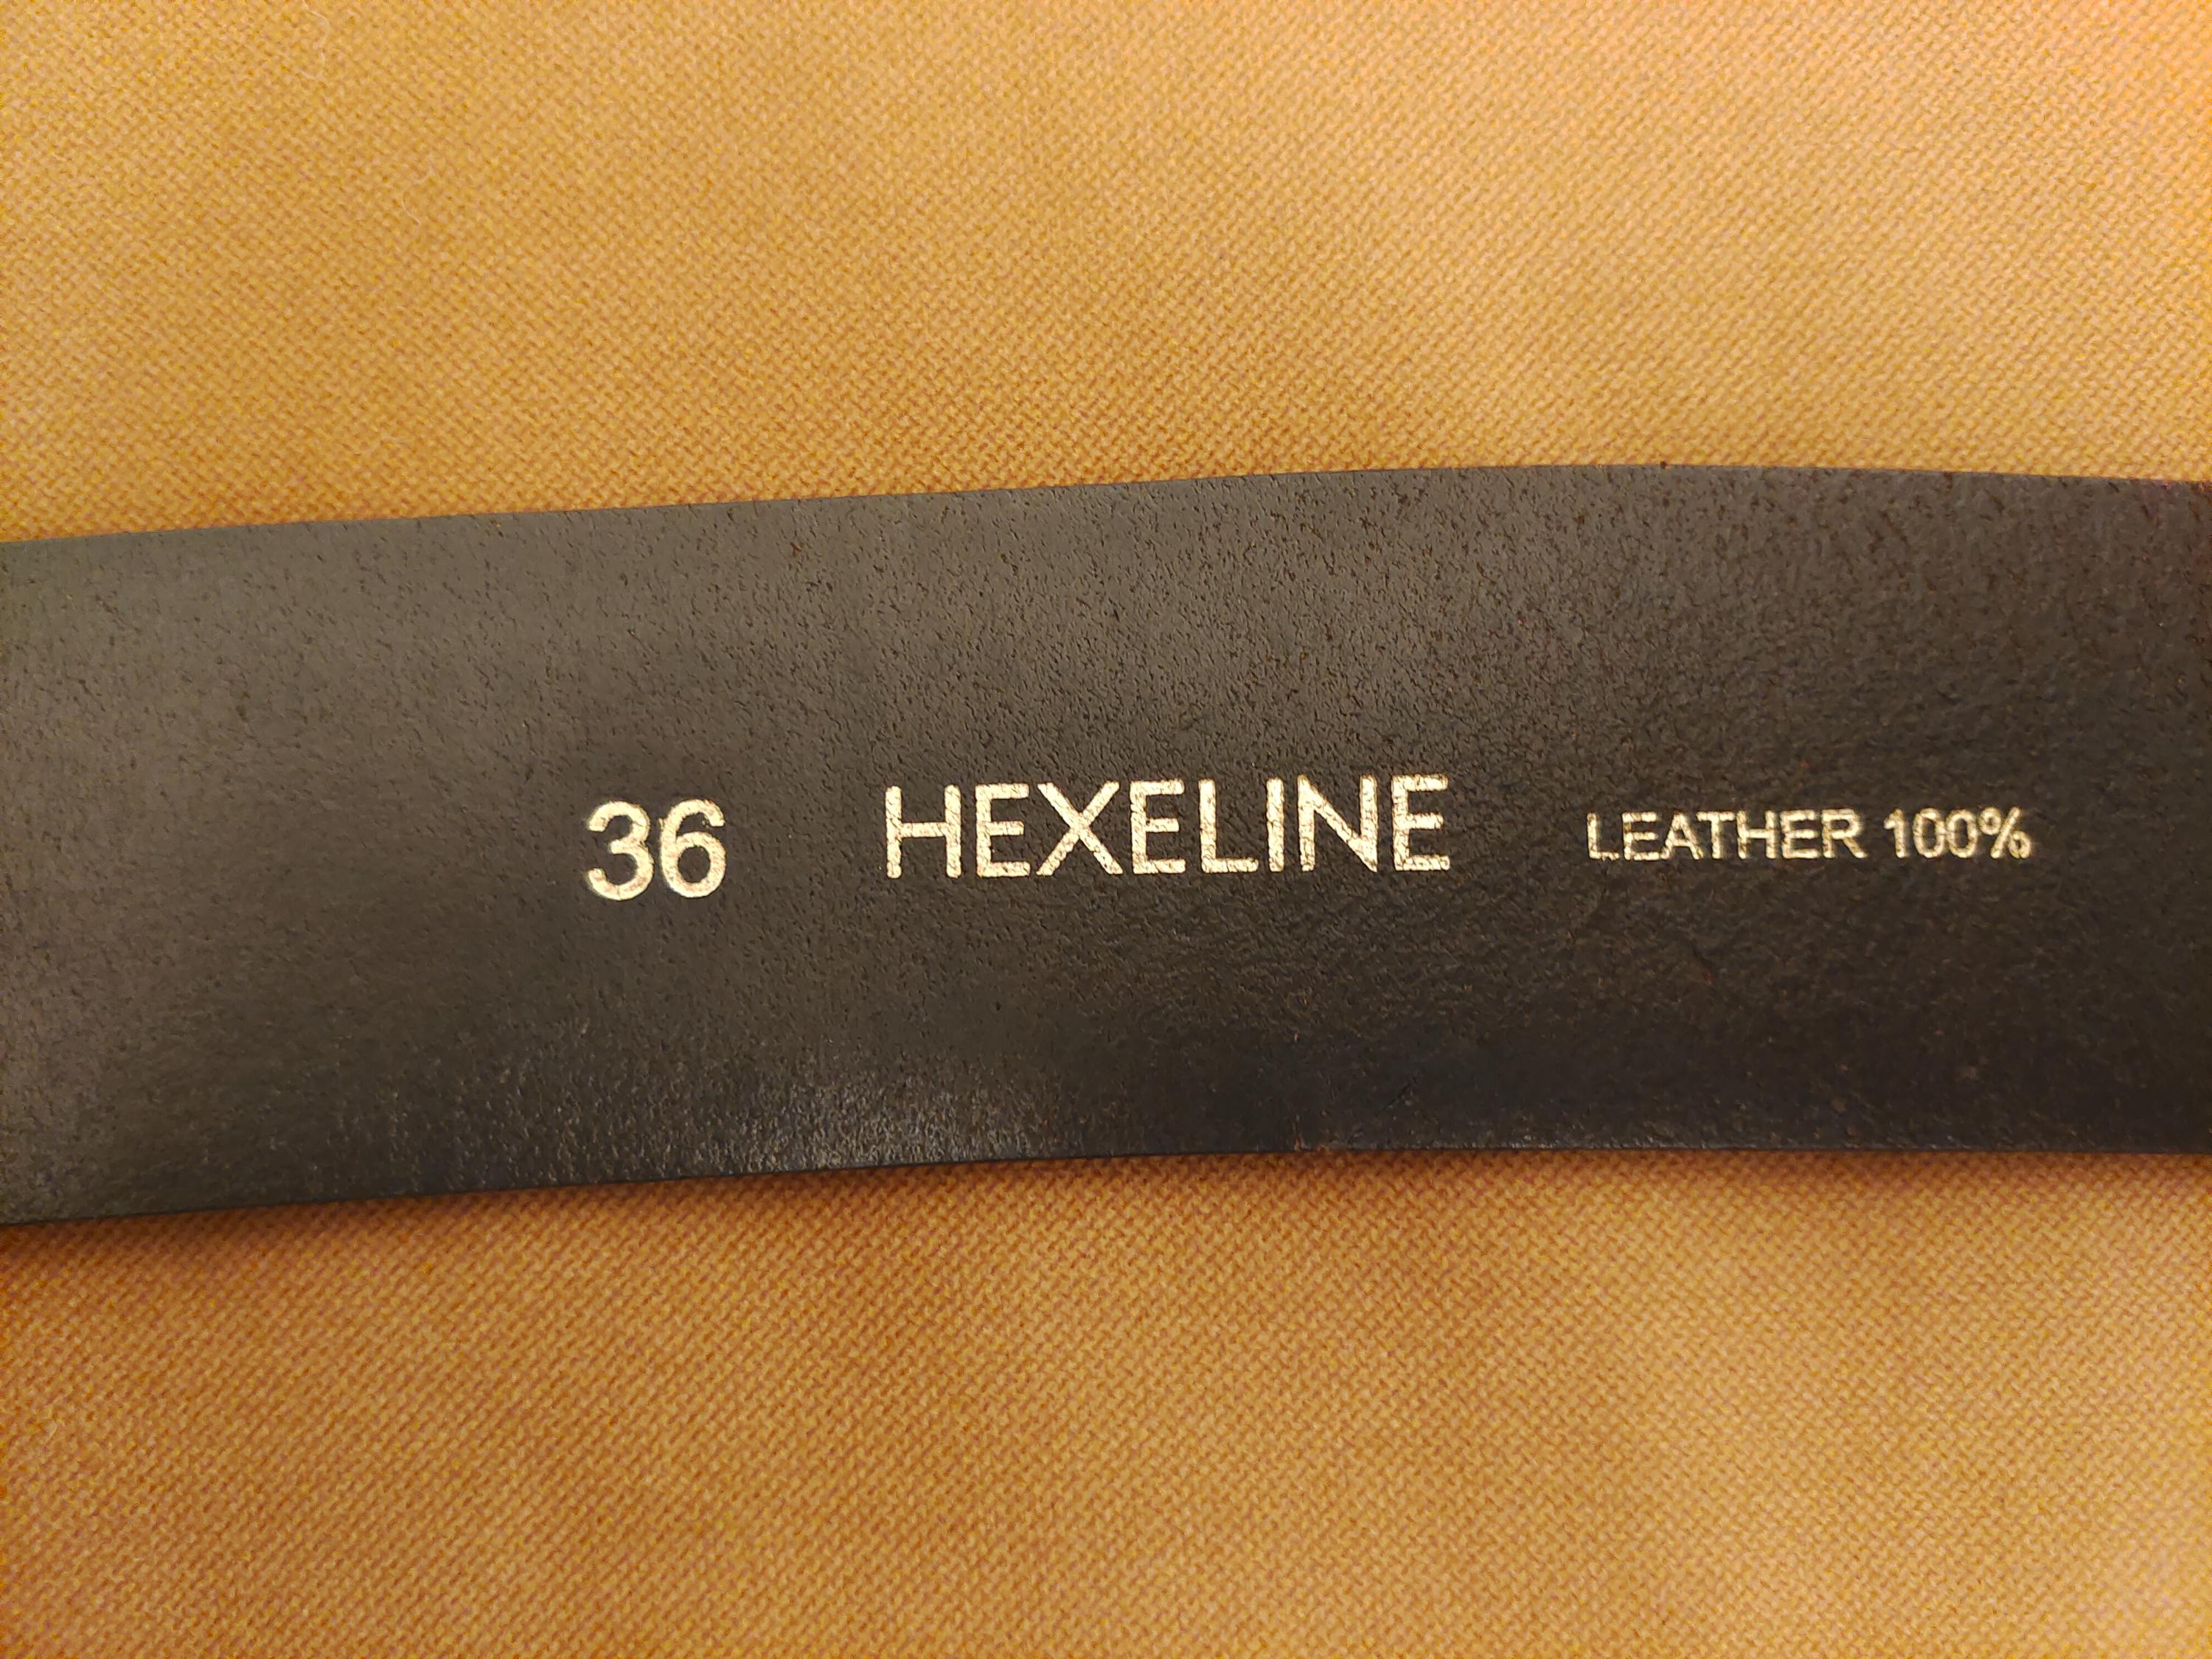 36 HEXELINE LEATHER 100%